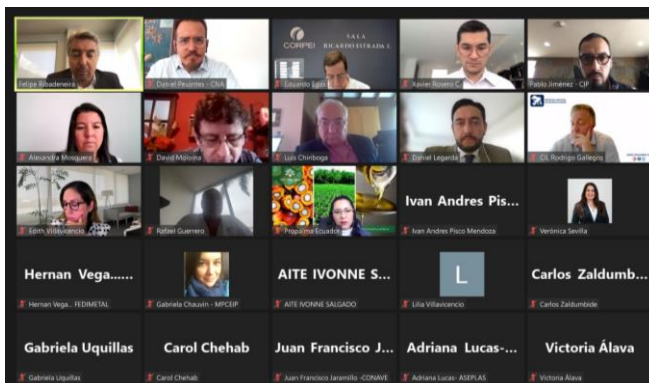 Felipe Ribadeneira
Daniel Pesantes - CNA
CORPEI
SALA
RICARDO ESTRADA
Eduardo Egas
Xavier Rosero C.
Pablo Jiménez - CIP
Alexandra Mosquera
David Molina
Luis Chiriboga
Daniel Legarda
CIL Rodrigo Gallegos
Edith Villavicencio
Rafael Guerrero
Propalma Ecuador
Ivan Andres Pis...
Ivan Andres Pisco Mendoza
Verónica Sevilla
Hernan Vega......
Hernan Vega... FEDIMETAL
Gabriela Chauvin - MPCEIP
AITE IVONNE S...
AITE IVONNE SALGADO
L
Lilia Villavicencio
Carlos Zaldumb...
Carlos Zaldumbide
Gabriela Uquillas
Gabriela Uquillas
Carol Chehab
Carol Chehab
Juan Francisco J...
Juan Francisco Jaramillo -CONAVE
Adriana Lucas-...
Adriana Lucas- ASEPLAS
Victoria Álava
Victoria Álava